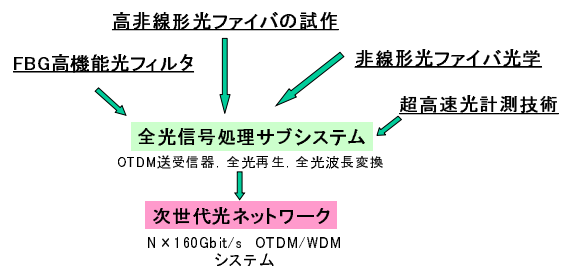 高非線形光ファイバの試作
FBG高機能光フィルタ
非線形光ファイバ光学
超高速光計測技術
全光信号処理サブシステム
OTDM送受信器, 全光再生, 全光波長変換
次世代光ネットワーク
N×160Gbit/s OTDM/WDM
システム